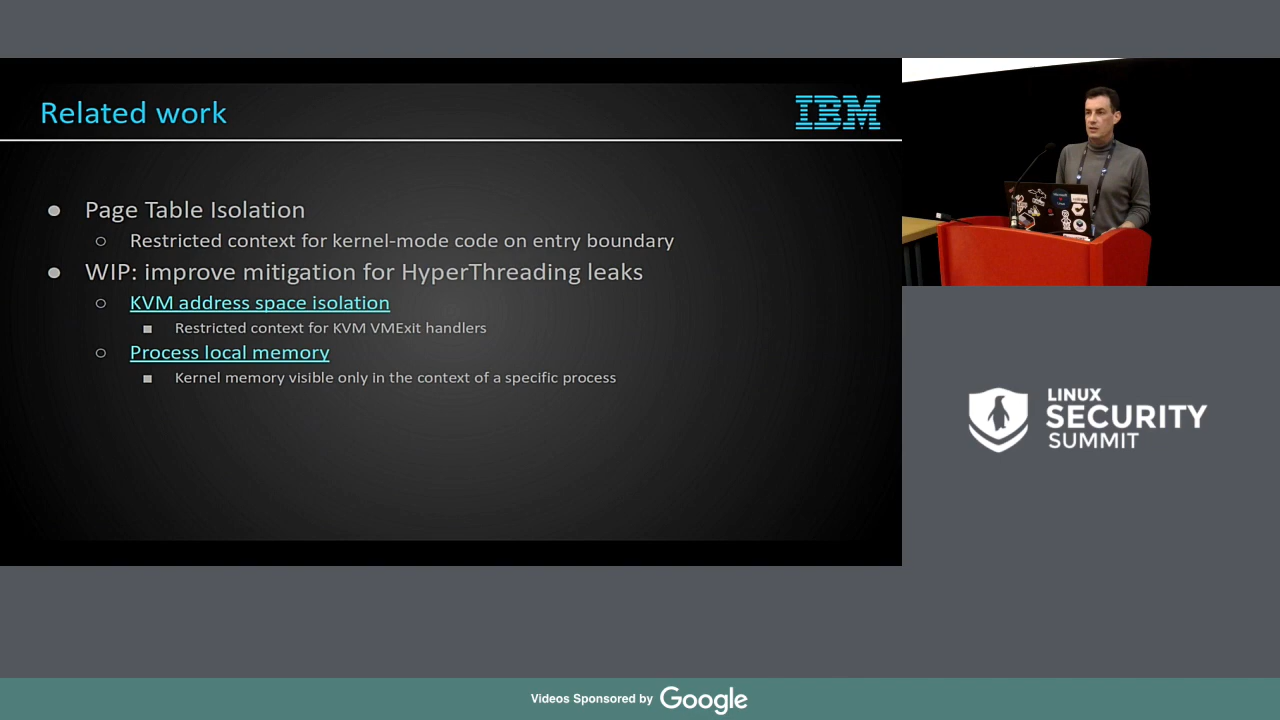 Related work
IBM
● Page Table Isolation
○ Restricted context for kernel-mode code on entry boundary
● WIP: improve mitigation for HyperThreading leaks
○ KVM address space isolation
■ Restricted context for KVM VMExit handlers
○ Process local memory
■ Kernel memory visible only in the context of a specific process
LINUX
SECURITY
SUMMIT
Videos Sponsored by Google